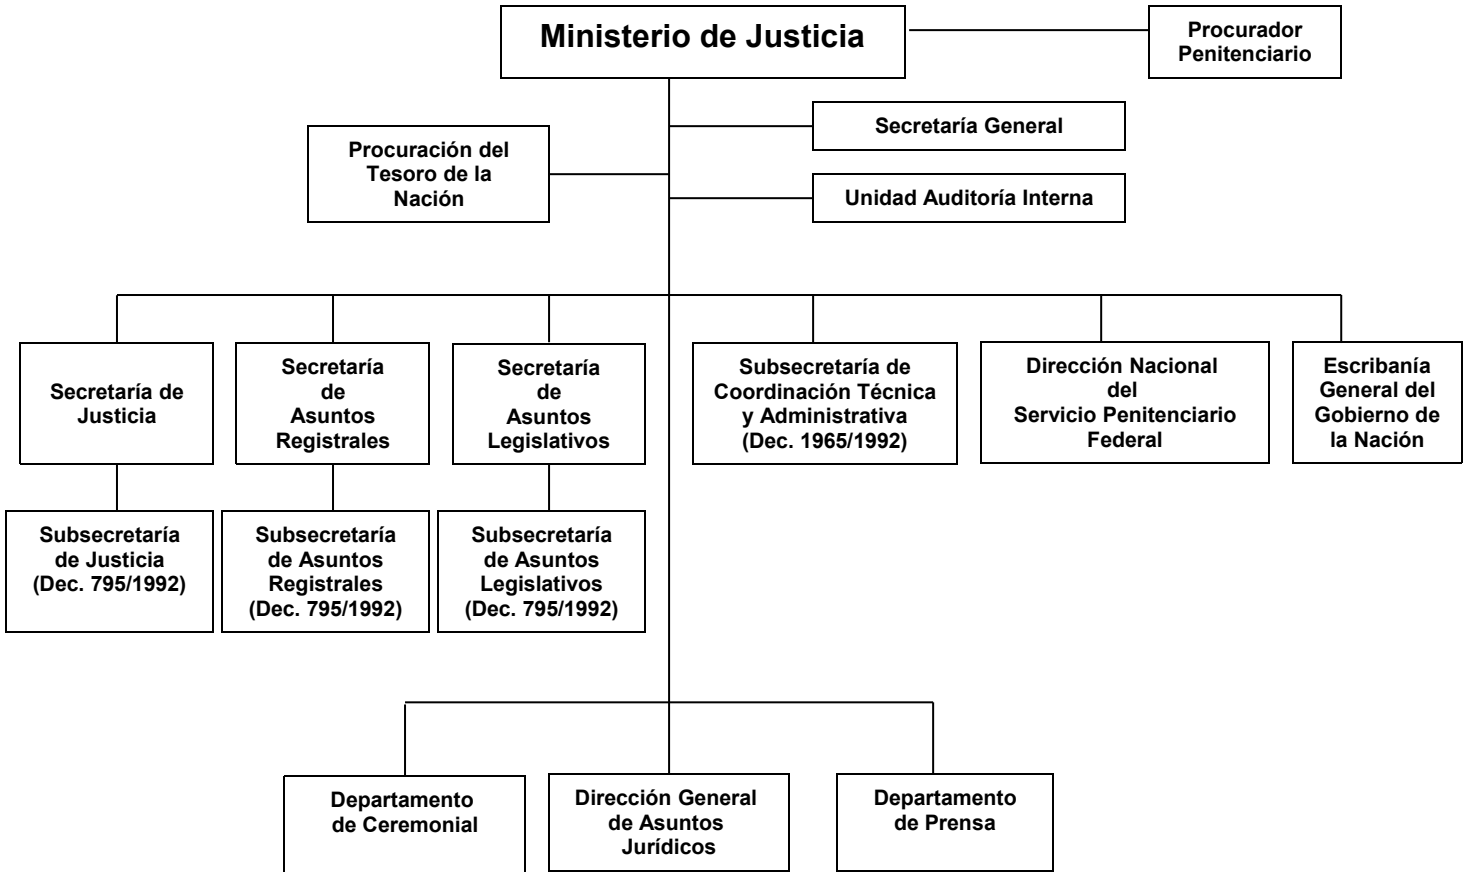 Ministerio de Justicia
Procurador
Penitenciario
Secretaría General
Procuración del
Tesoro de la
Nación
Unidad Auditoría Interna
Secretaría de
Justicia
Secretaría
de
Asuntos
Registrales
Secretaría
de
Asuntos
Legislativos
Subsecretaría de
Coordinación Técnica
y Administrativa
(Dec. 1965/1992)
Dirección Nacional
del
Servicio Penitenciario
Federal
Escribanía
General del
Gobierno de
la Nación
Subsecretaría
de Justicia
(Dec. 795/1992)
Subsecretaría
de Asuntos
Registrales
(Dec. 795/1992)
Subsecretaría
de Asuntos
Legislativos
(Dec. 795/1992)
Departamento
de Ceremonial
Dirección General
de Asuntos
Jurídicos
Departamento
de Prensa